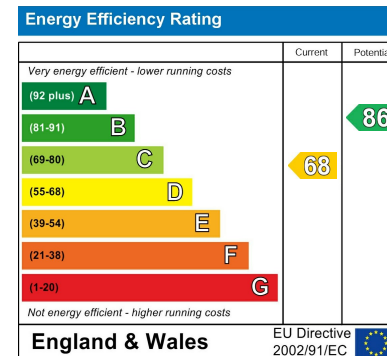 Energy Efficiency Rating
Current Potentia
Very energy efficient - lower running costs
(92 plus) A
(81-91) B
86
(69-80) C
68
(55-68) D
(39-54) E
(21-38) F
(1-20) G
Not energy efficient - higher running costs
England & Wales
EU Directive
2002/91/EC